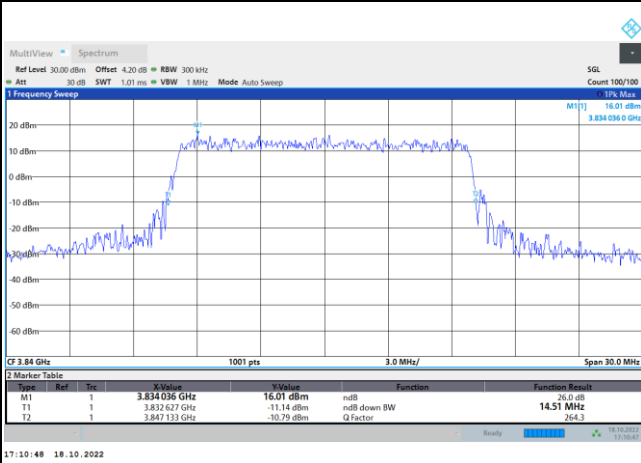 MultiView Spectrum
Ref Level 30.00 dBm Offset 4.20 dB RBW 300 kHz SGL
Att 30 dB SWT 1.01 ms VBW 1 MHz Mode Auto Sweep Count 100/100
1 Frequency Sweep 1Pk Max
M1[1] 16.01 dBm
3.834 036 0 GHz
M1
20 dBm
10 dBm
0 dBm
T1 T2
-10 dBm
-20 dBm
-30 dBm
-40 dBm
-50 dBm
-60 dBm
CF 3.84 GHz 1001 pts 3.0 MHz/ Span 30.0 MHz
2 Marker Table
Type Ref Trc X-Value Y-Value Function Function Result
M1 1 3.834 036 GHz 16.01 dBm ndB 26.0 dB
T1 1 3.832 627 GHz -11.14 dBm ndB down BW 14.51 MHz
T2 1 3.847 133 GHz -10.79 dBm Q Factor 264.3
Ready 18.10.2022
17:10:47
17:10:48 18.10.2022